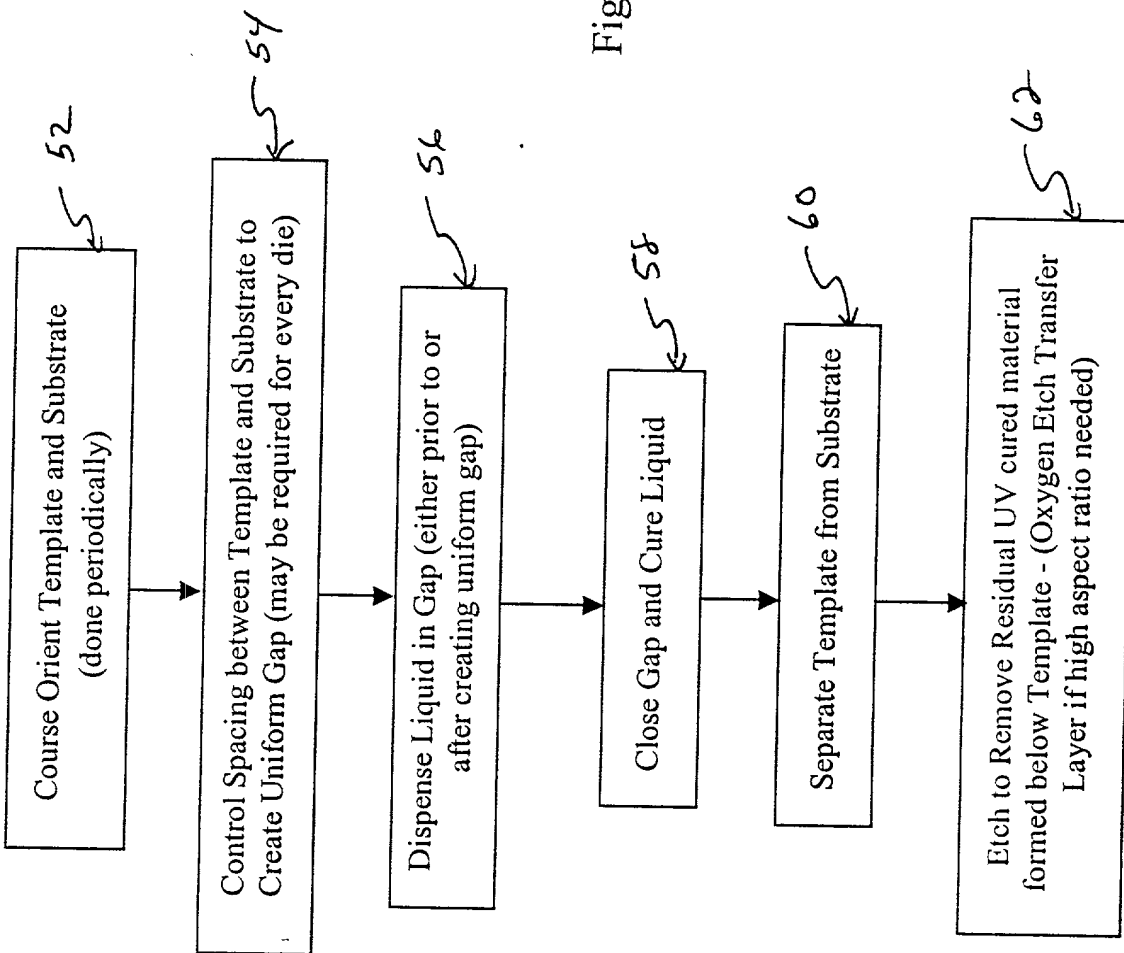 Course Orient Template and Substrate
(done periodically)
52
Control Spacing between Template and Substrate to
Create Uniform Gap (may be required for every die)
54
Dispense Liquid in Gap (either prior to or
after creating uniform gap)
56
Close Gap and Cure Liquid
58
Separate Template from Substrate
60
Etch to Remove Residual UV cured material
formed below Template - (Oxygen Etch Transfer
Layer if high aspect ratio needed)
62
Fig